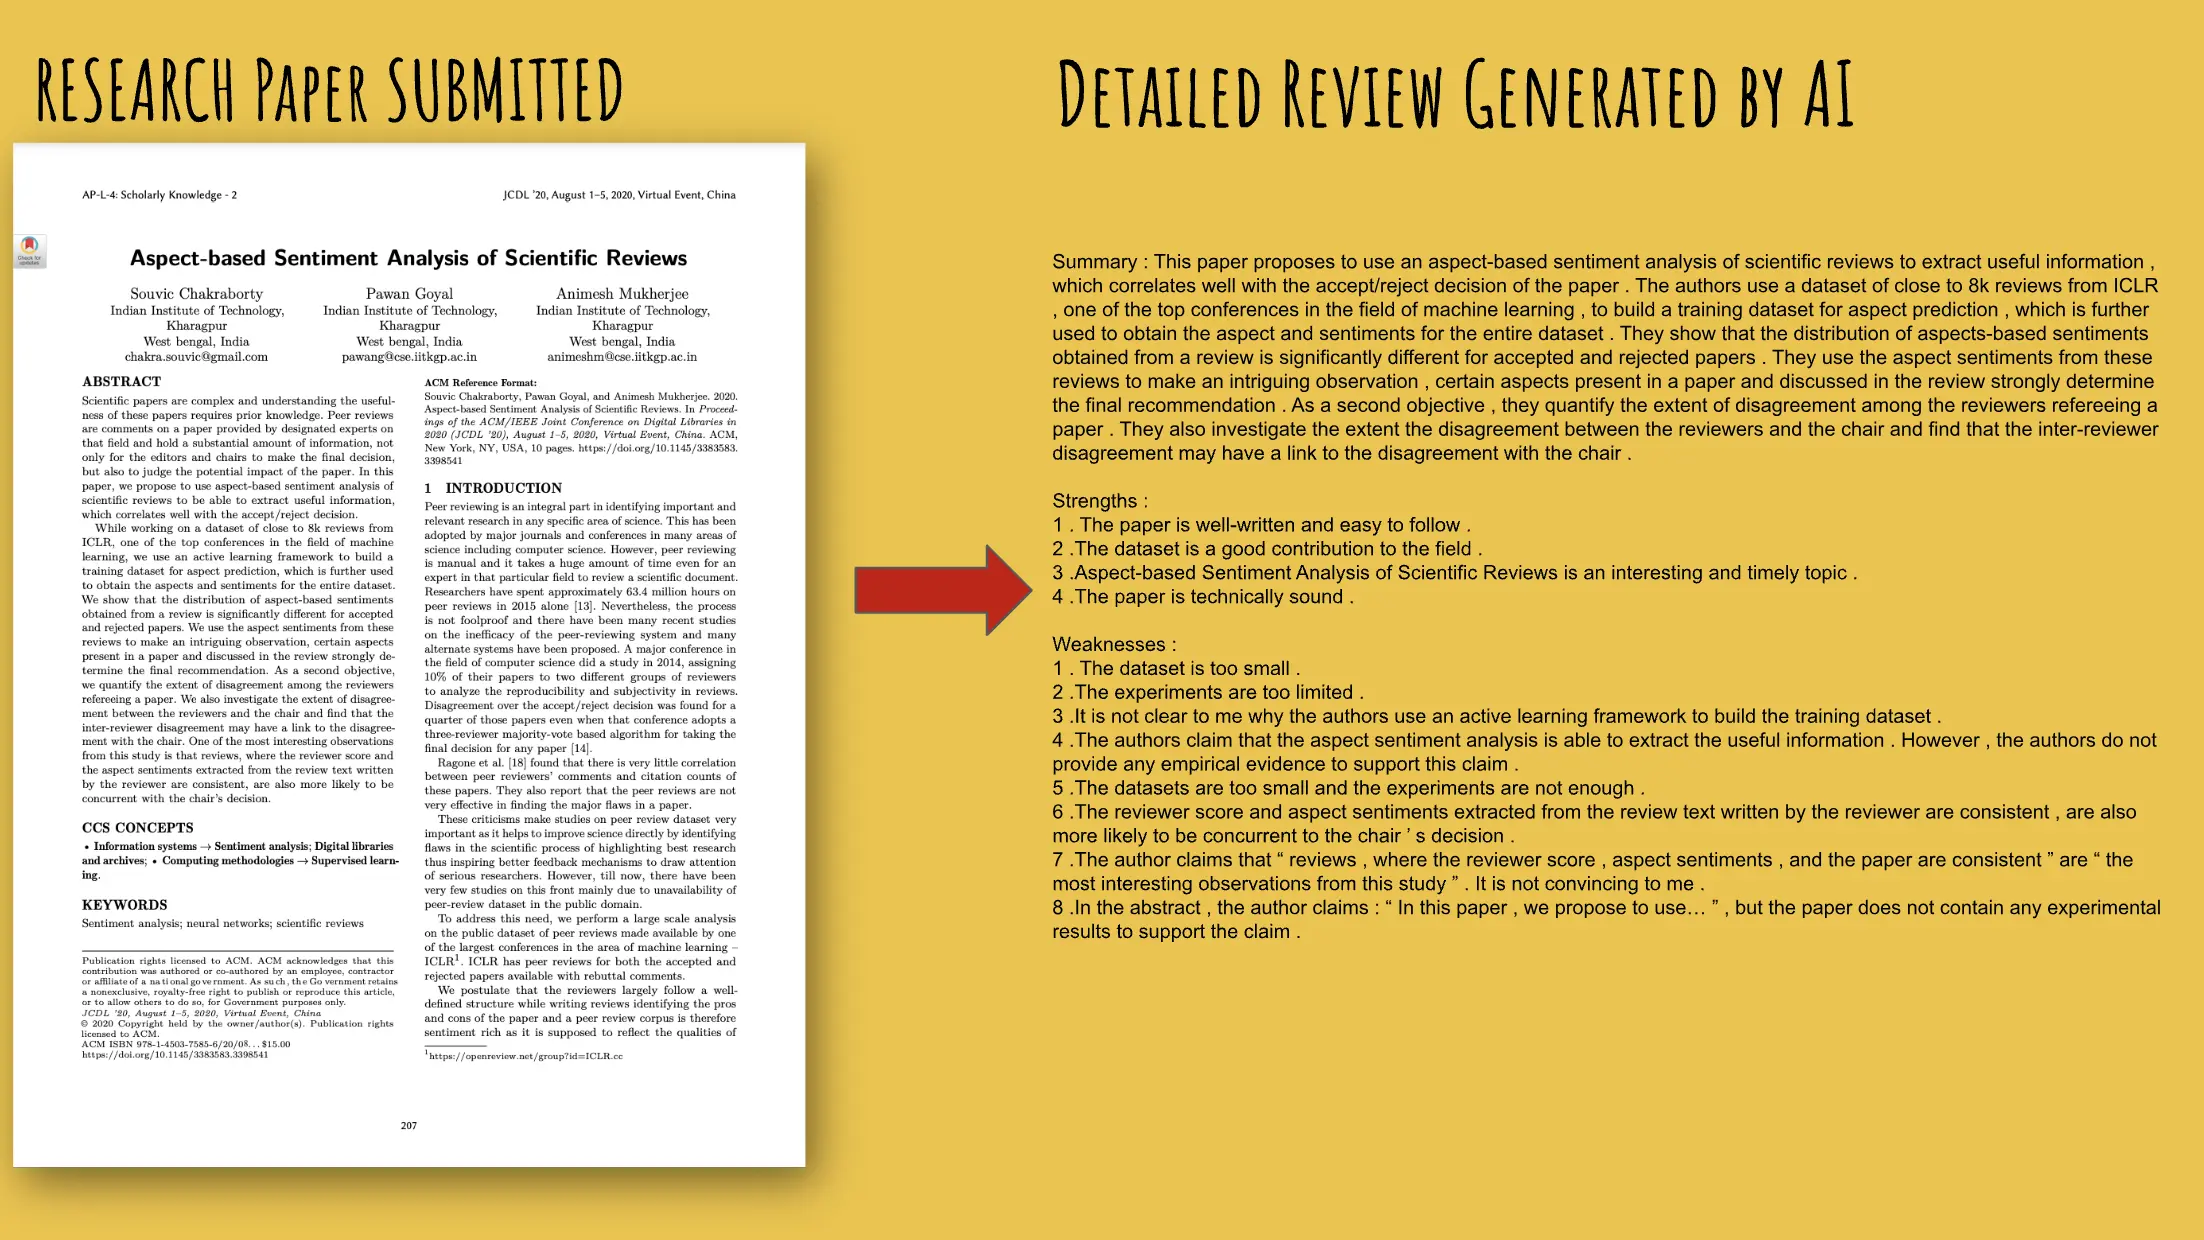 RESEARCH PAPER SUBMITTED
AP-L-4: Scholarly Knowledge - 2
JCDL '20, August 1–5, 2020, Virtual Event, China
Check for
updates
Aspect-based Sentiment Analysis of Scientific Reviews
Souvic Chakraborty
Indian Institute of Technology,
Kharagpur
West bengal, India
chakra.souvic@gmail.com
Pawan Goyal
Indian Institute of Technology,
Kharagpur
West bengal, India
pawang@cse.iitkgp.ac.in
Animesh Mukherjee
Indian Institute of Technology,
Kharagpur
West bengal, India
animeshm@cse.iitkgp.ac.in
ABSTRACT
Scientific papers are complex and understanding the useful-
ness of these papers requires prior knowledge. Peer reviews
are comments on a paper provided by designated experts on
that field and hold a substantial amount of information, not
only for the editors and chairs to make the final decision,
but also to judge the potential impact of the paper. In this
paper, we propose to use aspect-based sentiment analysis of
scientific reviews to be able to extract useful information,
which correlates well with the accept/reject decision.
While working on a dataset of close to 8k reviews from
ICLR, one of the top conferences in the field of machine
learning, we use an active learning framework to build a
training dataset for aspect prediction, which is further used
to obtain the aspects and sentiments for the entire dataset.
We show that the distribution of aspect-based sentiments
obtained from a review is significantly different for accepted
and rejected papers. We use the aspect sentiments from these
reviews to make an intriguing observation, certain aspects
present in a paper and discussed in the review strongly de-
termine the final recommendation. As a second objective,
we quantify the extent of disagreement among the reviewers
refereeing a paper. We also investigate the extent of disagree-
ment between the reviewers and the chair and find that the
inter-reviewer disagreement may have a link to the disagree-
ment with the chair. One of the most interesting observations
from this study is that reviews, where the reviewer score and
the aspect sentiments extracted from the review text written
by the reviewer are consistent, are also more likely to be
concurrent with the chair's decision.
CCS CONCEPTS
• Information systems → Sentiment analysis; Digital libraries
and archives; • Computing methodologies → Supervised learn-
ing.
KEYWORDS
Sentiment analysis; neural networks; scientific reviews
Publication rights licensed to ACM. ACM acknowledges that this
contribution was authored or co-authored by an employee, contractor
or affiliate of a national government. As such, the Government retains
a nonexclusive, royalty-free right to publish or reproduce this article,
or to allow others to do so, for Government purposes only.
JCDL '20, August 1–5, 2020, Virtual Event, China
© 2020 Copyright held by the owner/author(s). Publication rights
licensed to ACM.
ACM ISBN 978-1-4503-7585-6/20/08...$15.00
https://doi.org/10.1145/3383583.3398541
ACM Reference Format:
Souvic Chakraborty, Pawan Goyal, and Animesh Mukherjee. 2020.
Aspect-based Sentiment Analysis of Scientific Reviews. In Proceed-
ings of the ACM/IEEE Joint Conference on Digital Libraries in
2020 (JCDL '20), August 1–5, 2020, Virtual Event, China. ACM,
New York, NY, USA, 10 pages. https://doi.org/10.1145/3383583.
3398541
1 INTRODUCTION
Peer reviewing is an integral part in identifying important and
relevant research in any specific area of science. This has been
adopted by major journals and conferences in many areas of
science including computer science. However, peer reviewing
is manual and it takes a huge amount of time even for an
expert in that particular field to review a scientific document.
Researchers have spent approximately 63.4 million hours on
peer reviews in 2015 alone [13]. Nevertheless, the process
is not foolproof and there have been many recent studies
on the inefficacy of the peer-reviewing system and many
alternate systems have been proposed. A major conference in
the field of computer science did a study in 2014, assigning
10% of their papers to two different groups of reviewers
to analyze the reproducibility and subjectivity in reviews.
Disagreement over the accept/reject decision was found for a
quarter of those papers even when that conference adopts a
three-reviewer majority-vote based algorithm for taking the
final decision for any paper [14].
Ragone et al. [18] found that there is very little correlation
between peer reviewers' comments and citation counts of
these papers. They also report that the peer reviews are not
very effective in finding the major flaws in a paper.
These criticisms make studies on peer review dataset very
important as it helps to improve science directly by identifying
flaws in the scientific process of highlighting best research
thus inspiring better feedback mechanisms to draw attention
of serious researchers. However, till now, there have been
very few studies on this front mainly due to unavailability of
peer-review dataset in the public domain.
To address this need, we perform a large scale analysis
on the public dataset of peer reviews made available by one
of the largest conferences in the area of machine learning –
ICLR1. ICLR has peer reviews for both the accepted and
rejected papers available with rebuttal comments.
We postulate that the reviewers largely follow a well-
defined structure while writing reviews identifying the pros
and cons of the paper and a peer review corpus is therefore
sentiment rich as it is supposed to reflect the qualities of
1https://openreview.net/group?id=ICLR.cc
207
DETAILED REVIEW GENERATED BY AI
Summary : This paper proposes to use an aspect-based sentiment analysis of scientific reviews to extract useful information ,
which correlates well with the accept/reject decision of the paper . The authors use a dataset of close to 8k reviews from ICLR
, one of the top conferences in the field of machine learning , to build a training dataset for aspect prediction , which is further
used to obtain the aspect and sentiments for the entire dataset . They show that the distribution of aspects-based sentiments
obtained from a review is significantly different for accepted and rejected papers . They use the aspect sentiments from these
reviews to make an intriguing observation , certain aspects present in a paper and discussed in the review strongly determine
the final recommendation . As a second objective , they quantify the extent of disagreement among the reviewers refereeing a
paper . They also investigate the extent the disagreement between the reviewers and the chair and find that the inter-reviewer
disagreement may have a link to the disagreement with the chair .
Strengths :
1 . The paper is well-written and easy to follow .
2 .The dataset is a good contribution to the field .
3 .Aspect-based Sentiment Analysis of Scientific Reviews is an interesting and timely topic .
4 .The paper is technically sound .
Weaknesses :
1 . The dataset is too small .
2 .The experiments are too limited .
3 .It is not clear to me why the authors use an active learning framework to build the training dataset .
4 .The authors claim that the aspect sentiment analysis is able to extract the useful information . However , the authors do not
provide any empirical evidence to support this claim .
5 .The datasets are too small and the experiments are not enough .
6 .The reviewer score and aspect sentiments extracted from the review text written by the reviewer are consistent , are also
more likely to be concurrent to the chair ’ s decision .
7 .The author claims that “ reviews , where the reviewer score , aspect sentiments , and the paper are consistent ” are “ the
most interesting observations from this study ” . It is not convincing to me .
8 .In the abstract , the author claims : “ In this paper , we propose to use… ” , but the paper does not contain any experimental
results to support the claim .